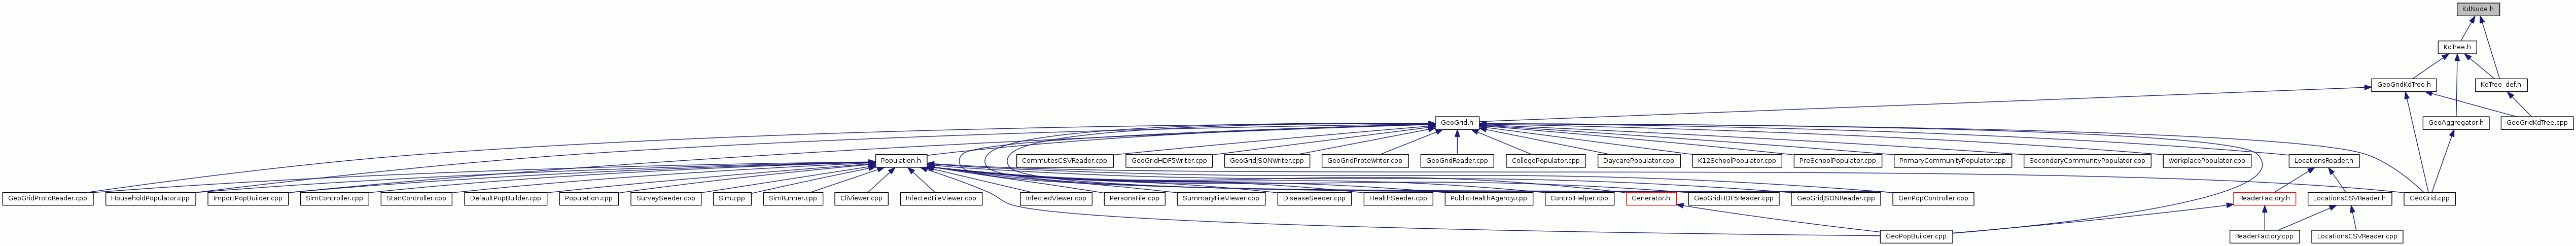 KdNode.h
KdTree.h
GeoGridKdTree.h
KdTree_def.h
GeoGrid.h
GeoAggregator.h
GeoGridKdTree.cpp
Population.h
CommutesCSVReader.cpp
GeoGridHDF5Writer.cpp
GeoGridJSONWriter.cpp
GeoGridProtoWriter.cpp
GeoGridReader.cpp
CollegePopulator.cpp
DaycarePopulator.cpp
K12SchoolPopulator.cpp
PreSchoolPopulator.cpp
PrimaryCommunityPopulator.cpp
SecondaryCommunityPopulator.cpp
WorkplacePopulator.cpp
LocationsReader.h
GeoGridProtoReader.cpp
HouseholdPopulator.cpp
ImportPopBuilder.cpp
SimController.cpp
StanController.cpp
DefaultPopBuilder.cpp
Population.cpp
SurveySeeder.cpp
Sim.cpp
SimRunner.cpp
CliViewer.cpp
InfectedFileViewer.cpp
InfectedViewer.cpp
PersonsFile.cpp
SummaryFileViewer.cpp
DiseaseSeeder.cpp
HealthSeeder.cpp
PublicHealthAgency.cpp
ControlHelper.cpp
Generator.h
GeoGridHDF5Reader.cpp
GeoGridJSONReader.cpp
GenPopController.cpp
ReaderFactory.h
LocationsCSVReader.h
GeoGrid.cpp
GeoPopBuilder.cpp
ReaderFactory.cpp
LocationsCSVReader.cpp